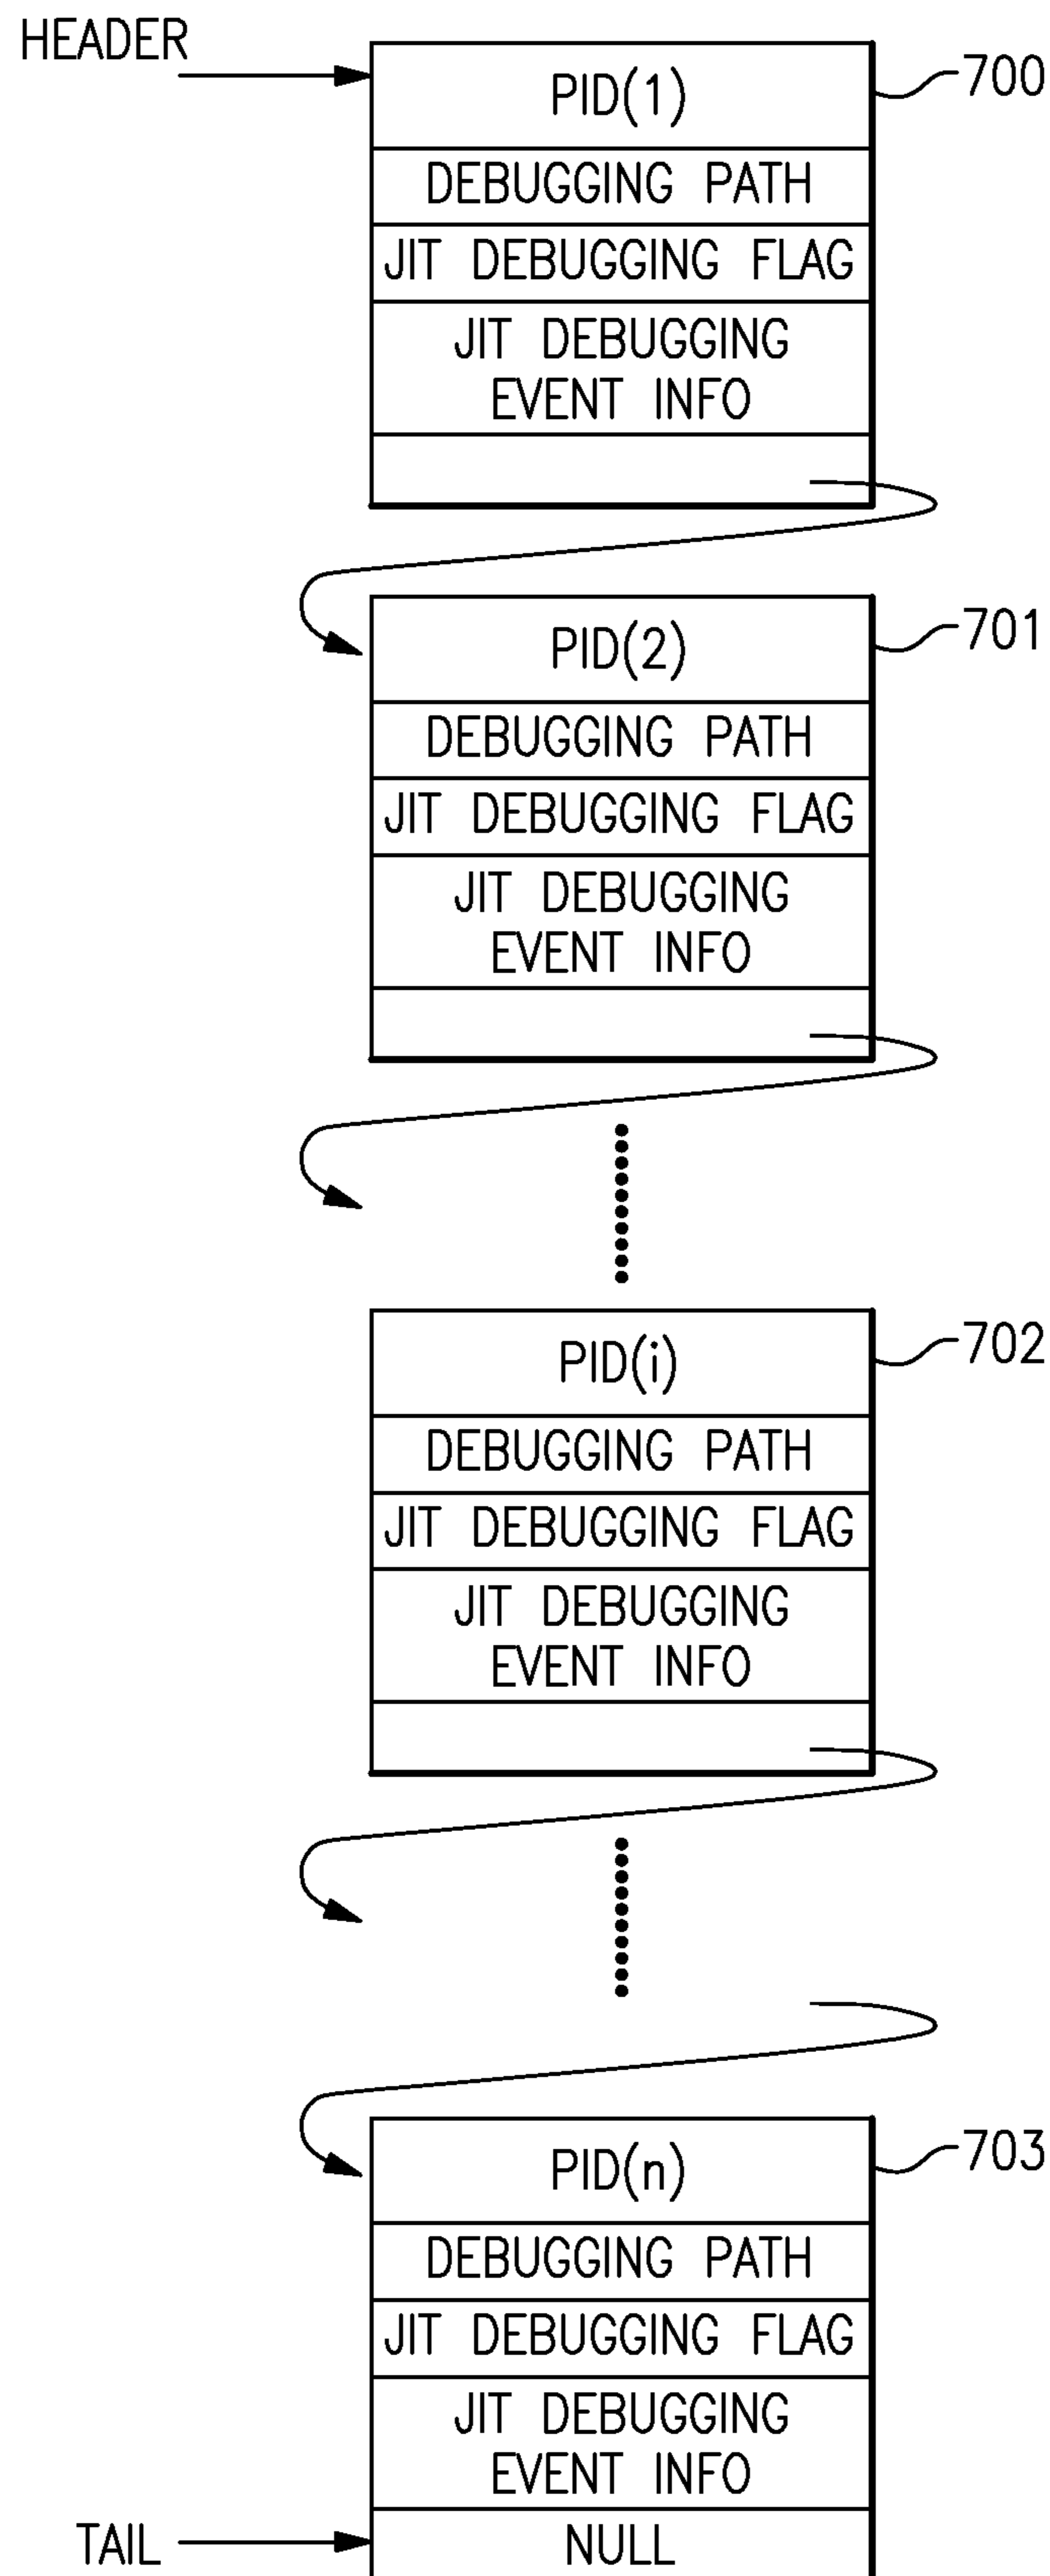 HEADER
PID(1)
700
DEBUGGING PATH
JIT DEBUGGING FLAG
JIT DEBUGGING
EVENT INFO
PID(2)
701
DEBUGGING PATH
JIT DEBUGGING FLAG
JIT DEBUGGING
EVENT INFO
PID(i)
702
DEBUGGING PATH
JIT DEBUGGING FLAG
JIT DEBUGGING
EVENT INFO
PID(n)
703
DEBUGGING PATH
JIT DEBUGGING FLAG
JIT DEBUGGING
EVENT INFO
TAIL
NULL